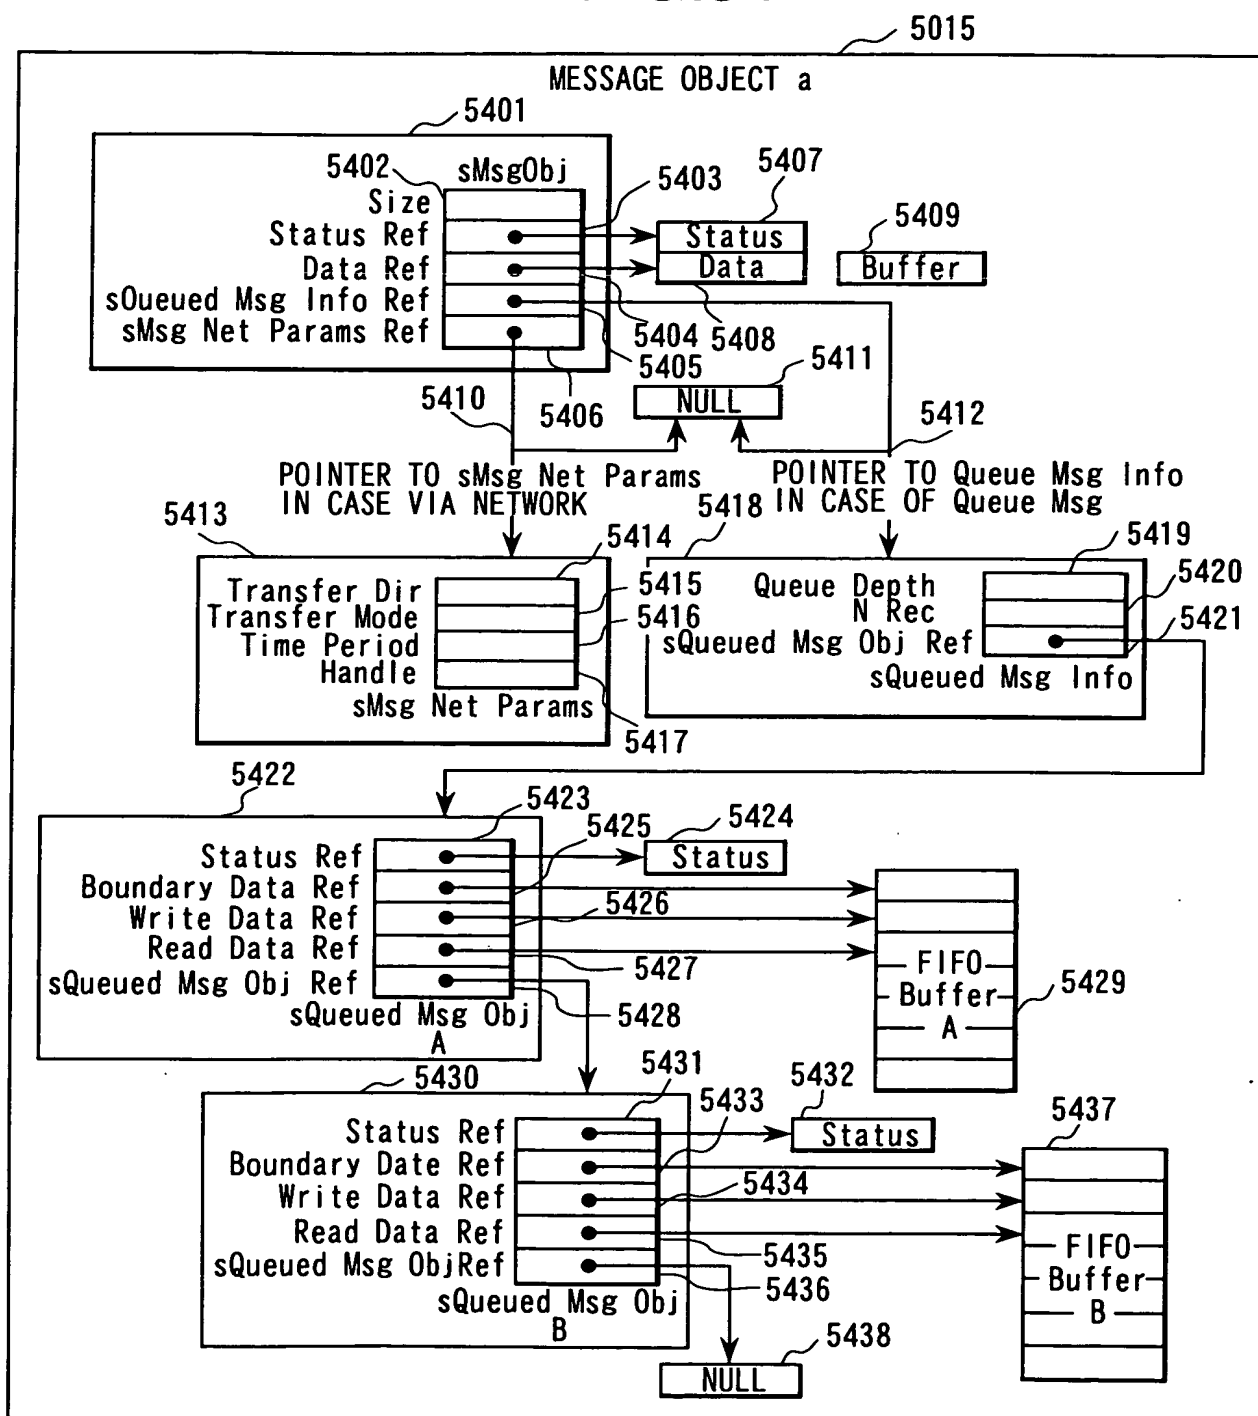 5015
MESSAGE OBJECT a
5401
5402
sMsgObj
5403
5407
Size
Status Ref
Status
5409
Data Ref
Data
Buffer
sOueued Msg Info Ref
sMsg Net Params Ref
5404
5408
5405
5411
5410
5406
NULL
5412
POINTER TO sMsg Net Params
IN CASE VIA NETWORK
POINTER TO Queue Msg Info
IN CASE OF Queue Msg
5413
5418
5414
5419
Transfer Dir
5415
Transfer Mode
5416
Time Period
Handle
sMsg Net Params
5417
Queue Depth
5420
N Rec
5421
sQueued Msg Obj Ref
sQueued Msg Info
5422
5423
5425
5424
Status Ref
Status
Boundary Data Ref
5426
Write Data Ref
Read Data Ref
5427
sQueued Msg Obj Ref
5428
sQueued Msg Obj
A
FIFO
Buffer
A
5429
5430
5431
5433
5432
5437
Status Ref
Status
Boundary Date Ref
5434
Write Data Ref
Read Data Ref
5435
sQueued Msg ObjRef
5436
sQueued Msg Obj
B
FIFO
Buffer
B
5438
NULL